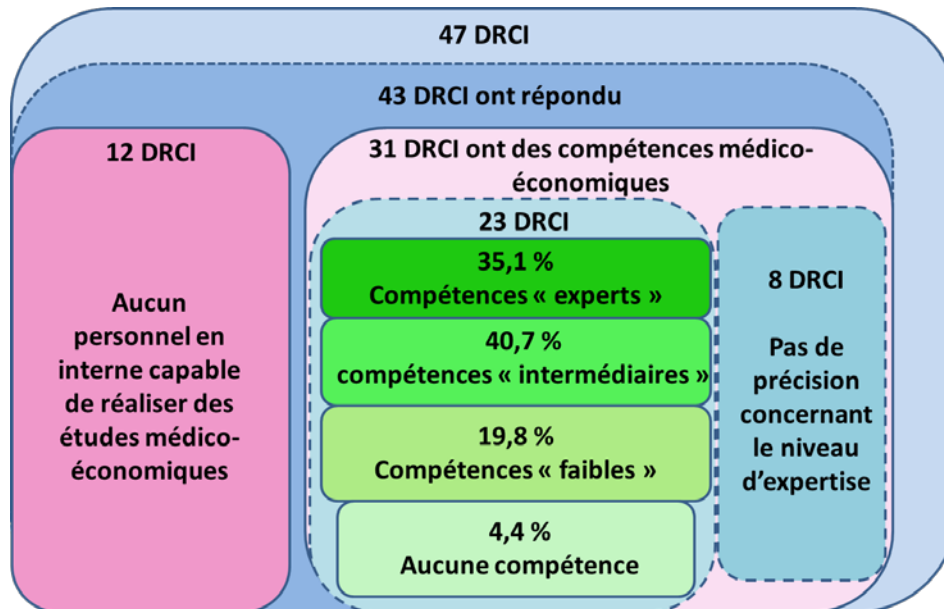 47 DRCI
43 DRCI ont répondu
12 DRCI
Aucun
personnel en
interne capable
de réaliser des
études médico-
économiques
31 DRCI ont des compétences médico-
économiques
23 DRCI
35,1 %
Compétences « experts »
40,7 %
compétences « intermédiaires »
19,8 %
Compétences « faibles »
4,4 %
Aucune compétence
8 DRCI
Pas de
précision
concernant
le niveau
d’expertise